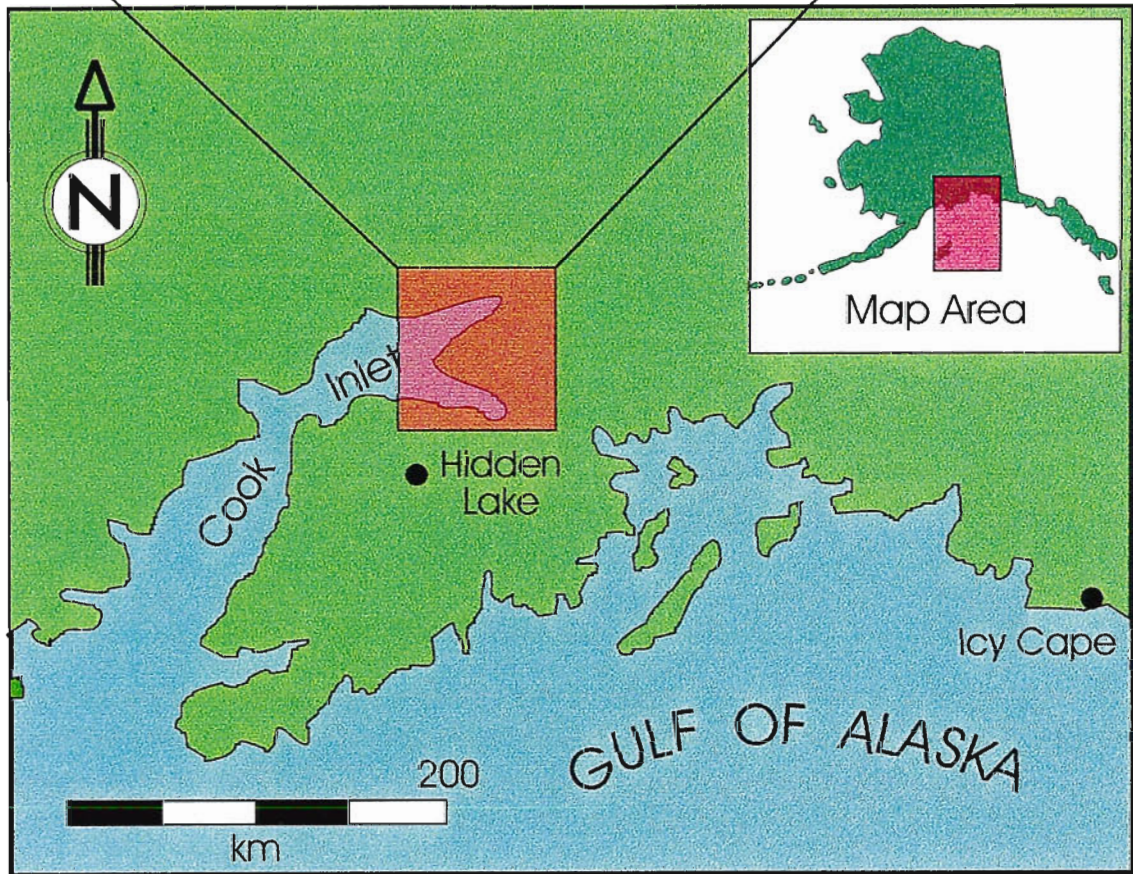 N
Map Area
Cook Inlet
Hidden
Lake
Icy Cape
GULF OF ALASKA
200
km